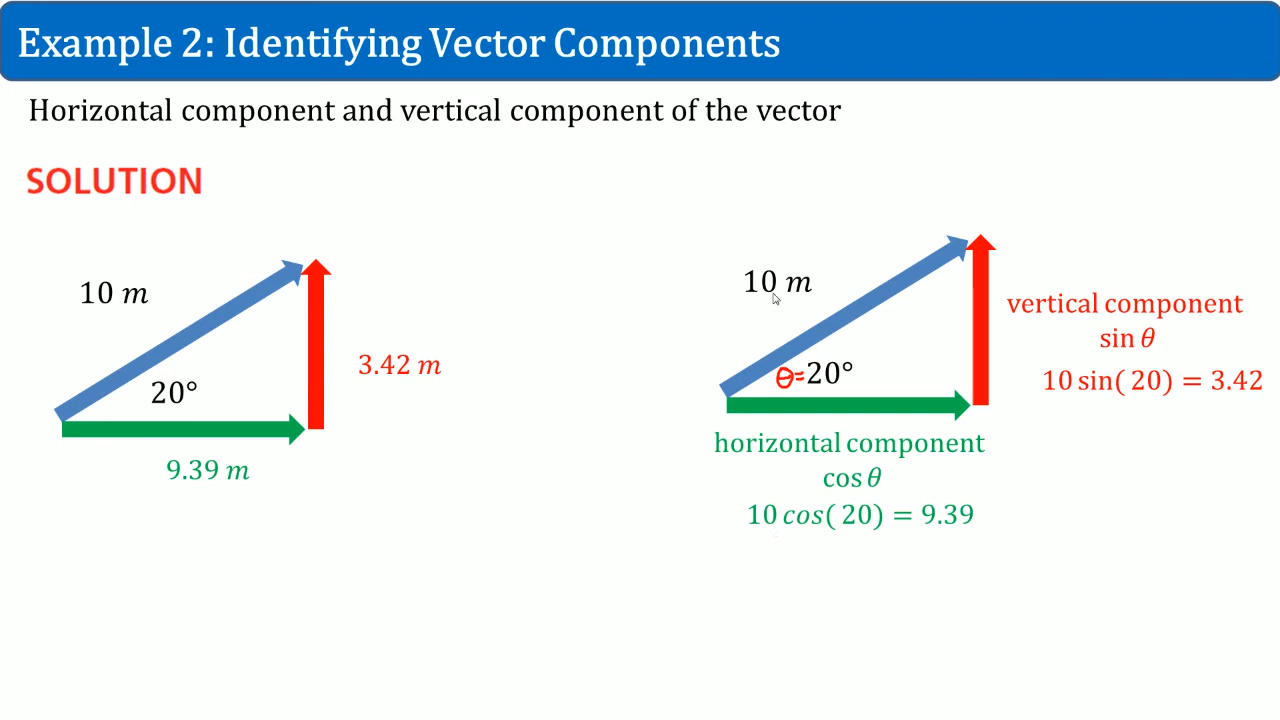 Example 2: Identifying Vector Components
Horizontal component and vertical component of the vector
SOLUTION
10 m
20°
3.42 m
9.39 m
10 m
θ=20°
vertical component
sin θ
10 sin( 20) = 3.42
horizontal component
cos θ
10 cos( 20) = 9.39